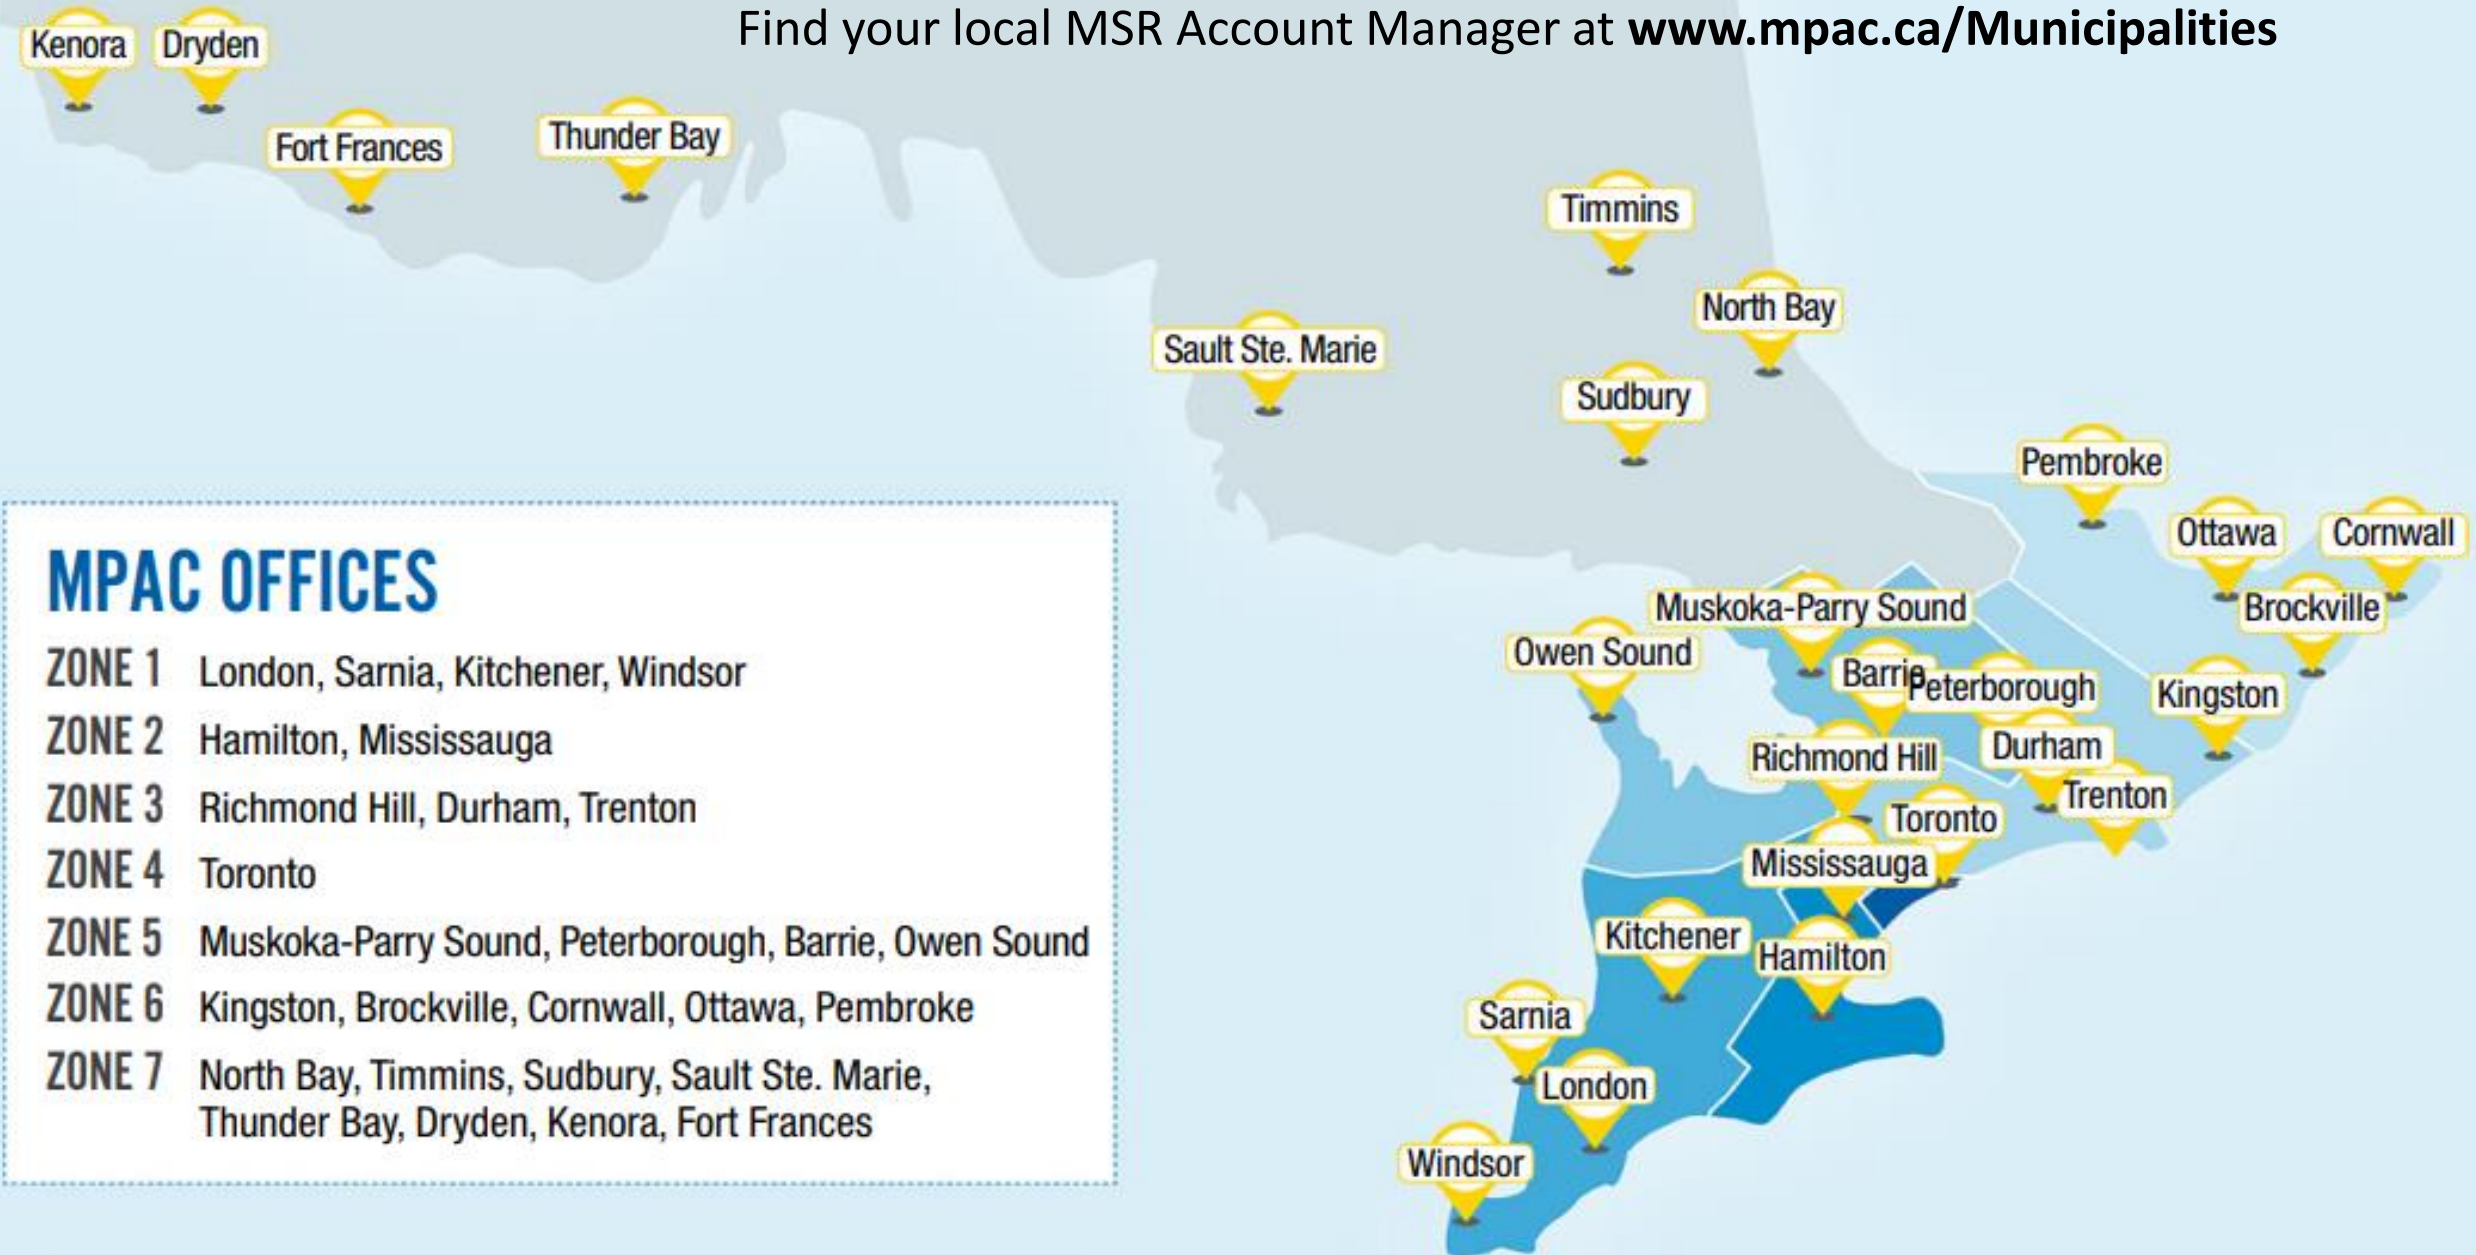 Find your local MSR Account Manager at www.mpac.ca/Municipalities
Kenora
Dryden
Fort Frances
Thunder Bay
Timmins
North Bay
Sault Ste. Marie
Sudbury
Pembroke
Ottawa
Cornwall
Muskoka-Parry Sound
Brockville
Owen Sound
Barrie
Peterborough
Kingston
Richmond Hill
Durham
Trenton
Toronto
Mississauga
Kitchener
Hamilton
Sarnia
London
Windsor
MPAC OFFICES
ZONE 1 London, Sarnia, Kitchener, Windsor
ZONE 2 Hamilton, Mississauga
ZONE 3 Richmond Hill, Durham, Trenton
ZONE 4 Toronto
ZONE 5 Muskoka-Parry Sound, Peterborough, Barrie, Owen Sound
ZONE 6 Kingston, Brockville, Cornwall, Ottawa, Pembroke
ZONE 7 North Bay, Timmins, Sudbury, Sault Ste. Marie,
Thunder Bay, Dryden, Kenora, Fort Frances